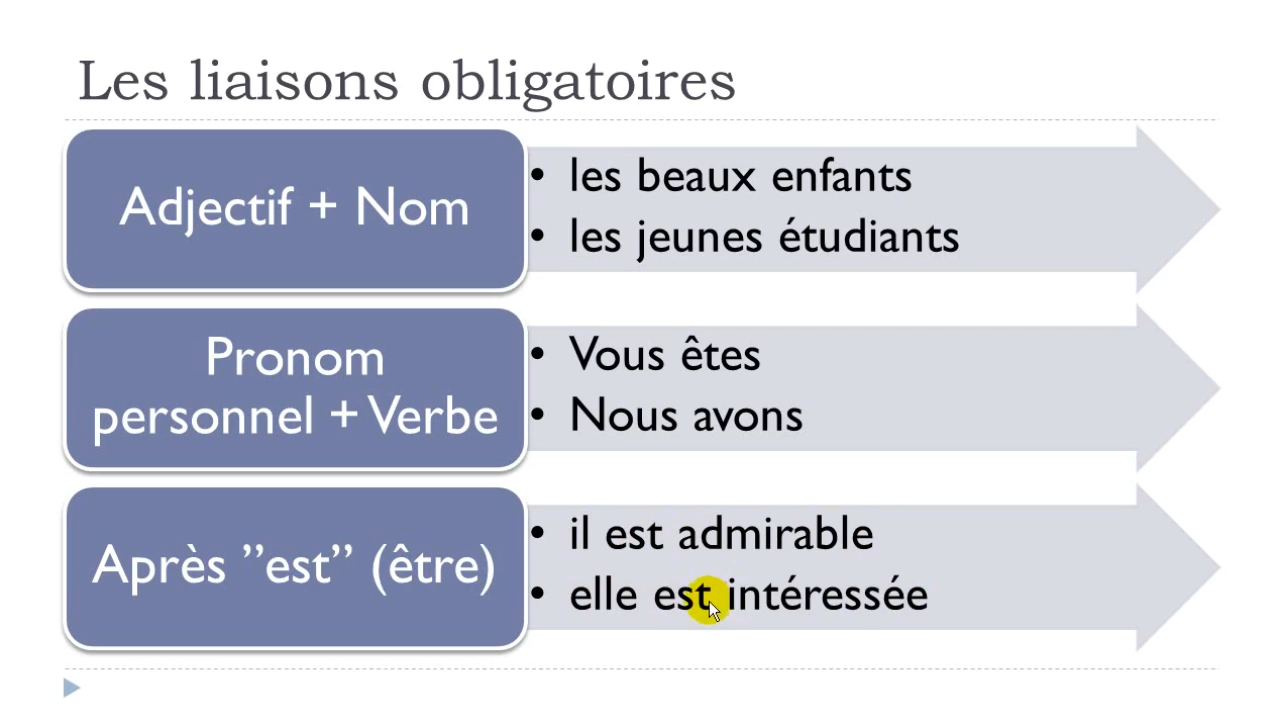 Les liaisons obligatoires
Adjectif + Nom
• les beaux enfants
• les jeunes étudiants
Pronom
personnel + Verbe
• Vous êtes
• Nous avons
Après ”est” (être)
• il est admirable
• elle est intéressée